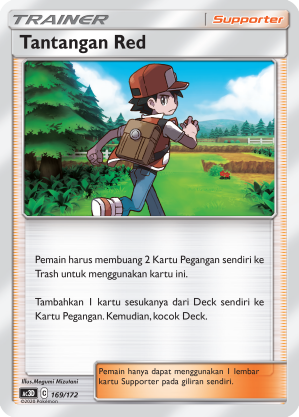 TRAINER
Supporter
Tantangan Red
Pemain harus membuang 2 Kartu Pegangan sendiri ke
Trash untuk menggunakan kartu ini.
Tambahkan 1 kartu sesukanya dari Deck sendiri ke
Kartu Pegangan. Kemudian, kocok Deck.
Illus.Megumi Mizutani
Pemain hanya dapat menggunakan 1 lembar
kartu Supporter pada giliran sendiri.
169/172
©2020 Pokémon.